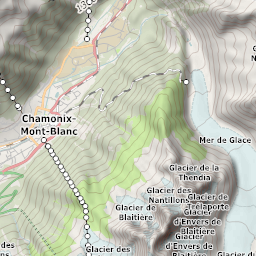 Chamonix-
Mont-Blanc
Mer de Glace
Glacier de la
Thendia
Glacier des
Nantillons
Glacier de
Trélaporte
Glacier de
Blaitière
Glacier
d'Envers de
Blaitière
Glacier
d'Envers de
Blaitière
Glacier des